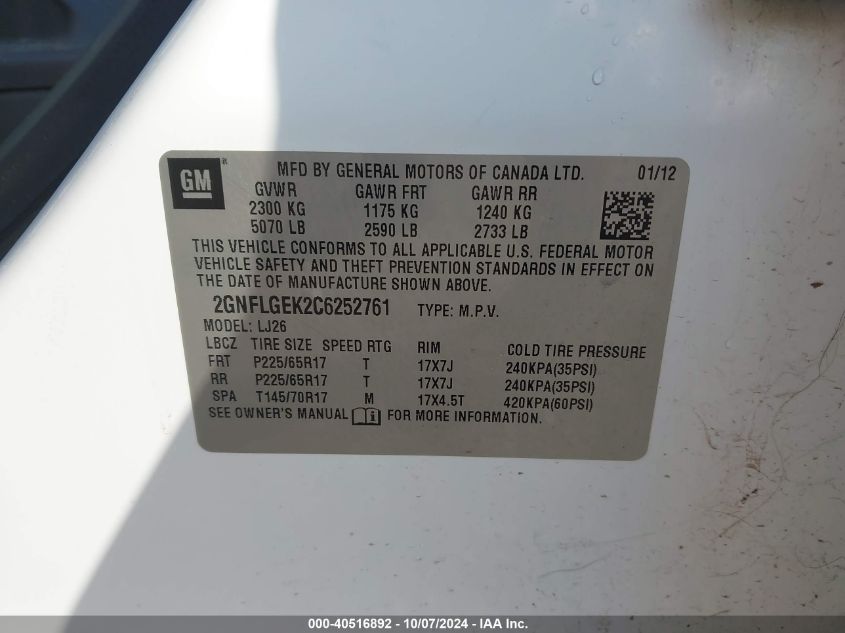 GM ® MFD BY GENERAL MOTORS OF CANADA LTD. 01/12
GVWR GAWR FRT GAWR RR
2300 KG 1175 KG 1240 KG
5070 LB 2590 LB 2733 LB
THIS VEHICLE CONFORMS TO ALL APPLICABLE U.S. FEDERAL MOTOR
VEHICLE SAFETY AND THEFT PREVENTION STANDARDS IN EFFECT ON
THE DATE OF MANUFACTURE SHOWN ABOVE.
2GNFLGEK2C6252761 TYPE: M.P.V.
MODEL: LJ26
LBCZ TIRE SIZE SPEED RTG RIM COLD TIRE PRESSURE
FRT P225/65R17 T 17X7J 240KPA(35PSI)
RR P225/65R17 T 17X7J 240KPA(35PSI)
SPA T145/70R17 M 17X4.5T 420KPA(60PSI)
SEE OWNER'S MANUAL i FOR MORE INFORMATION.
000-40516892 - 10/07/2024 - IAAI Inc.